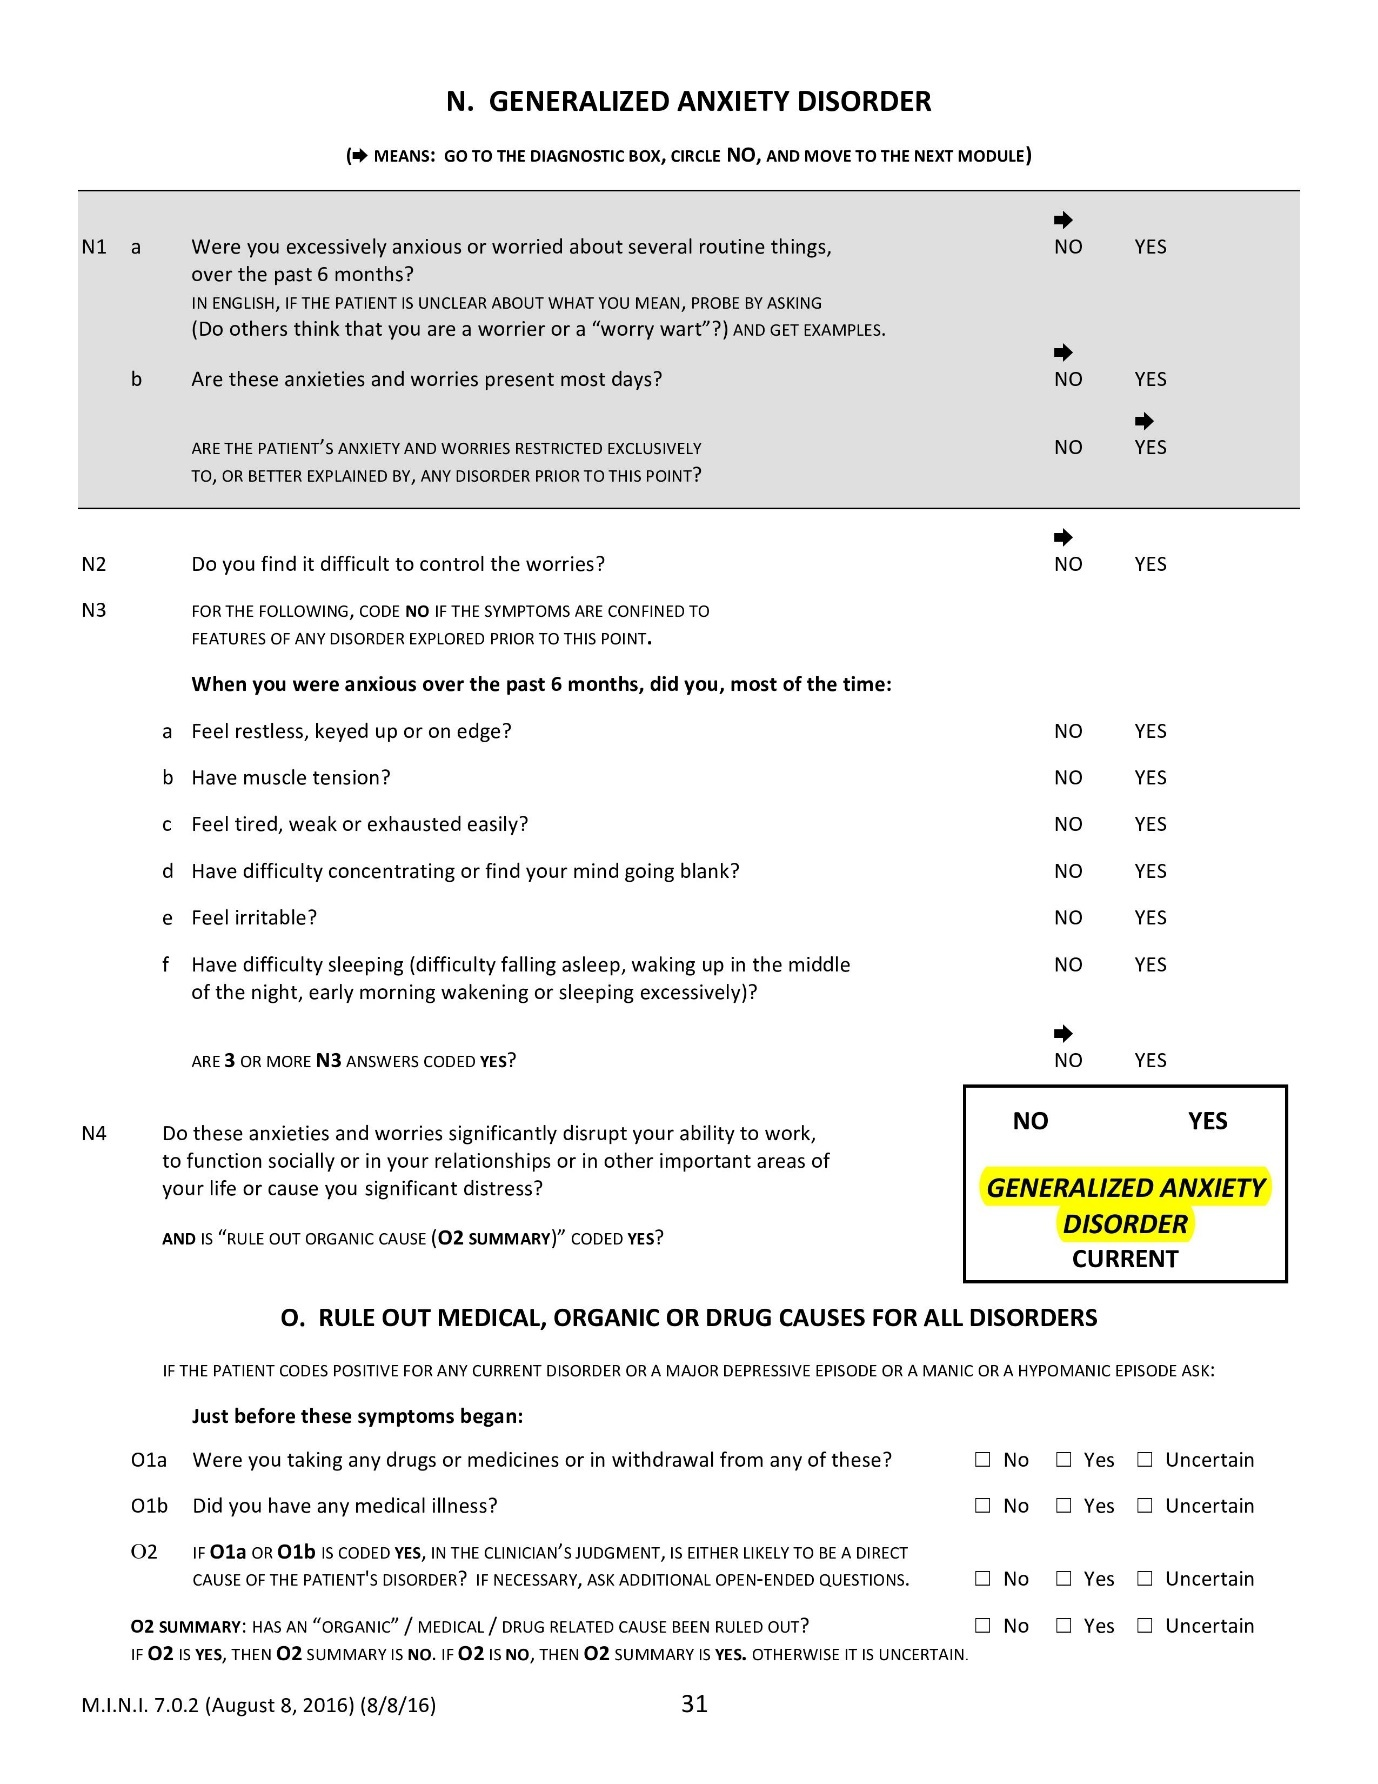 N. GENERALIZED ANXIETY DISORDER
(➡ MEANS: GO TO THE DIAGNOSTIC BOX, CIRCLE NO, AND MOVE TO THE NEXT MODULE)
➡
N1 a Were you excessively anxious or worried about several routine things, NO YES
over the past 6 months?
IN ENGLISH, IF THE PATIENT IS UNCLEAR ABOUT WHAT YOU MEAN, PROBE BY ASKING
(Do others think that you are a worrier or a “worry wart”?) AND GET EXAMPLES.
➡
b Are these anxieties and worries present most days? NO YES
➡
ARE THE PATIENT’S ANXIETY AND WORRIES RESTRICTED EXCLUSIVELY NO YES
TO, OR BETTER EXPLAINED BY, ANY DISORDER PRIOR TO THIS POINT?
➡
N2 Do you find it difficult to control the worries? NO YES
N3 FOR THE FOLLOWING, CODE NO IF THE SYMPTOMS ARE CONFINED TO
FEATURES OF ANY DISORDER EXPLORED PRIOR TO THIS POINT.
When you were anxious over the past 6 months, did you, most of the time:
a Feel restless, keyed up or on edge? NO YES
b Have muscle tension? NO YES
c Feel tired, weak or exhausted easily? NO YES
d Have difficulty concentrating or find your mind going blank? NO YES
e Feel irritable? NO YES
f Have difficulty sleeping (difficulty falling asleep, waking up in the middle NO YES
of the night, early morning wakening or sleeping excessively)?
➡
ARE 3 OR MORE N3 ANSWERS CODED YES? NO YES
N4 Do these anxieties and worries significantly disrupt your ability to work,
to function socially or in your relationships or in other important areas of
your life or cause you significant distress?
AND IS “RULE OUT ORGANIC CAUSE (O2 SUMMARY)” CODED YES?
NO YES
GENERALIZED ANXIETY
DISORDER
CURRENT
O. RULE OUT MEDICAL, ORGANIC OR DRUG CAUSES FOR ALL DISORDERS
IF THE PATIENT CODES POSITIVE FOR ANY CURRENT DISORDER OR A MAJOR DEPRESSIVE EPISODE OR A MANIC OR A HYPOMANIC EPISODE ASK:
Just before these symptoms began:
O1a Were you taking any drugs or medicines or in withdrawal from any of these? ☐ No ☐ Yes ☐ Uncertain
O1b Did you have any medical illness? ☐ No ☐ Yes ☐ Uncertain
O2 IF O1a OR O1b IS CODED YES, IN THE CLINICIAN’S JUDGMENT, IS EITHER LIKELY TO BE A DIRECT
CAUSE OF THE PATIENT'S DISORDER? IF NECESSARY, ASK ADDITIONAL OPEN-ENDED QUESTIONS. ☐ No ☐ Yes ☐ Uncertain
O2 SUMMARY: HAS AN “ORGANIC” / MEDICAL / DRUG RELATED CAUSE BEEN RULED OUT? ☐ No ☐ Yes ☐ Uncertain
IF O2 IS YES, THEN O2 SUMMARY IS NO. IF O2 IS NO, THEN O2 SUMMARY IS YES. OTHERWISE IT IS UNCERTAIN.
M.I.N.I. 7.0.2 (August 8, 2016) (8/8/16) 31